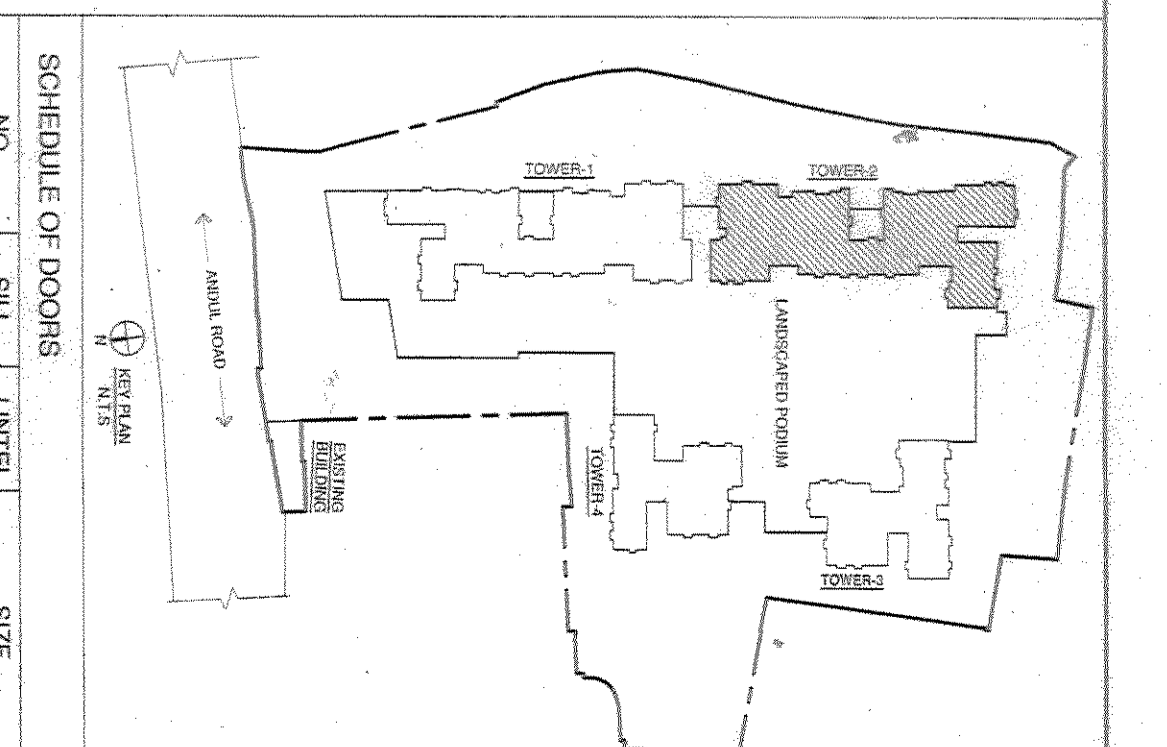 TOWER-1
TOWER-2
LANDSCAPED PODIUM
TOWER-4
TOWER-3
EXISTING
BUILDING
ANDUL ROAD
N
KEY PLAN
N.T.S
SCHEDULE OF DOORS
NO
SILL
LINTEL
SIZE